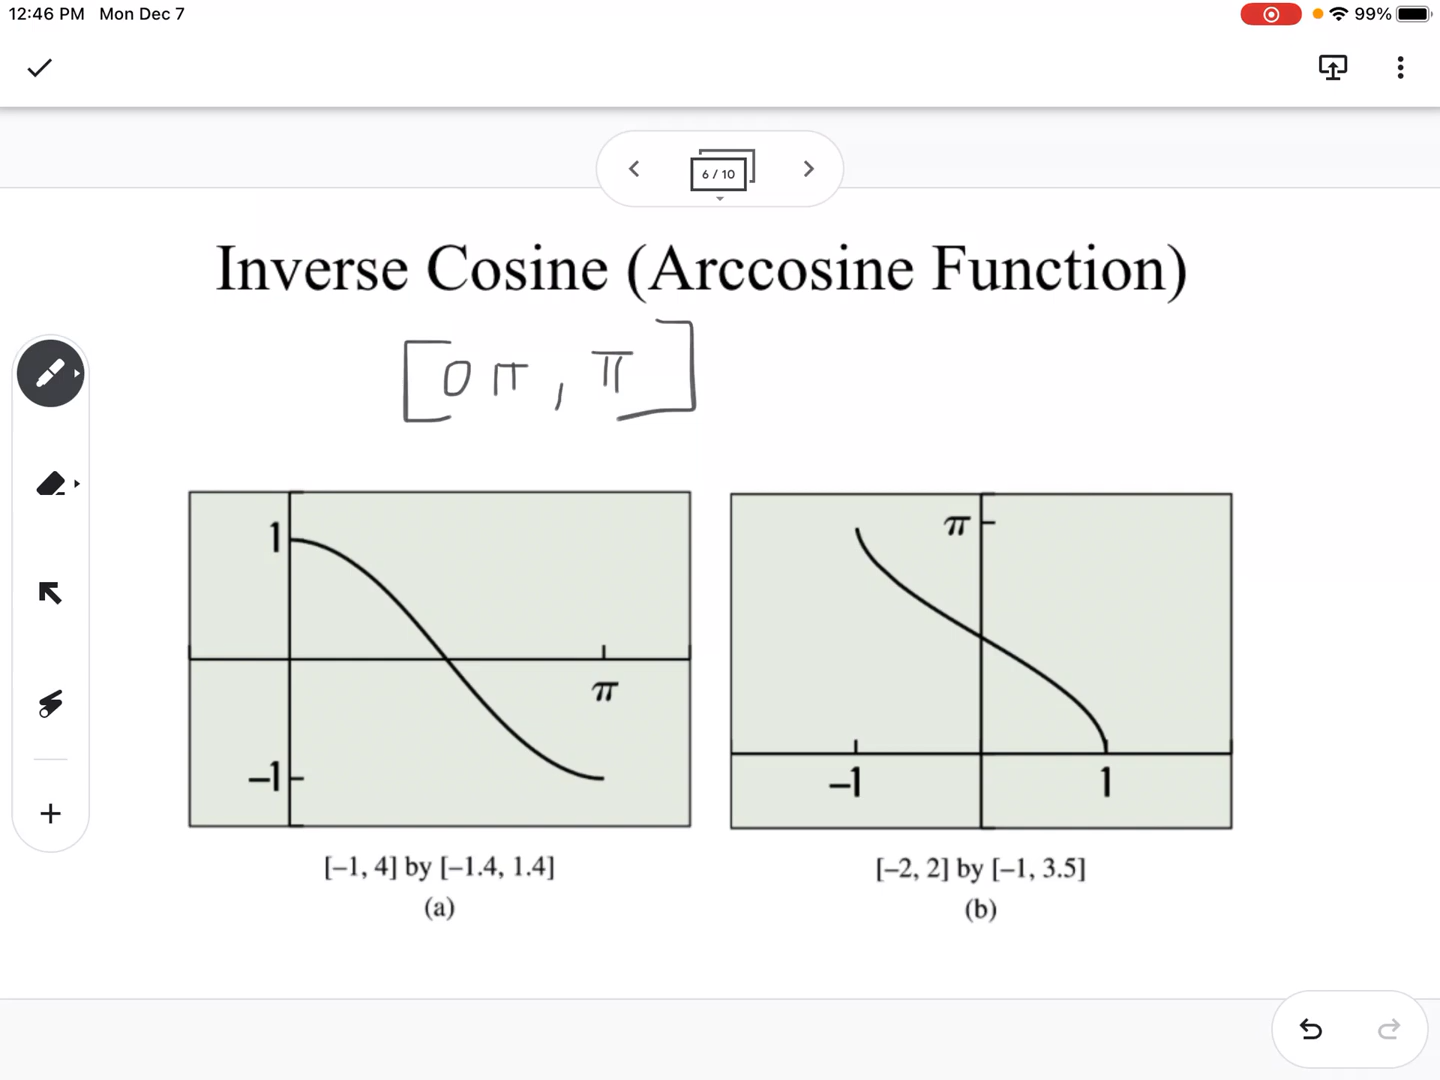 12:46 PM Mon Dec 7 99%
6 / 10
Inverse Cosine (Arccosine Function)
[0π, π]
1
π
−1
π
−1
1
[−1, 4] by [−1.4, 1.4]
[−2, 2] by [−1, 3.5]
(a)
(b)